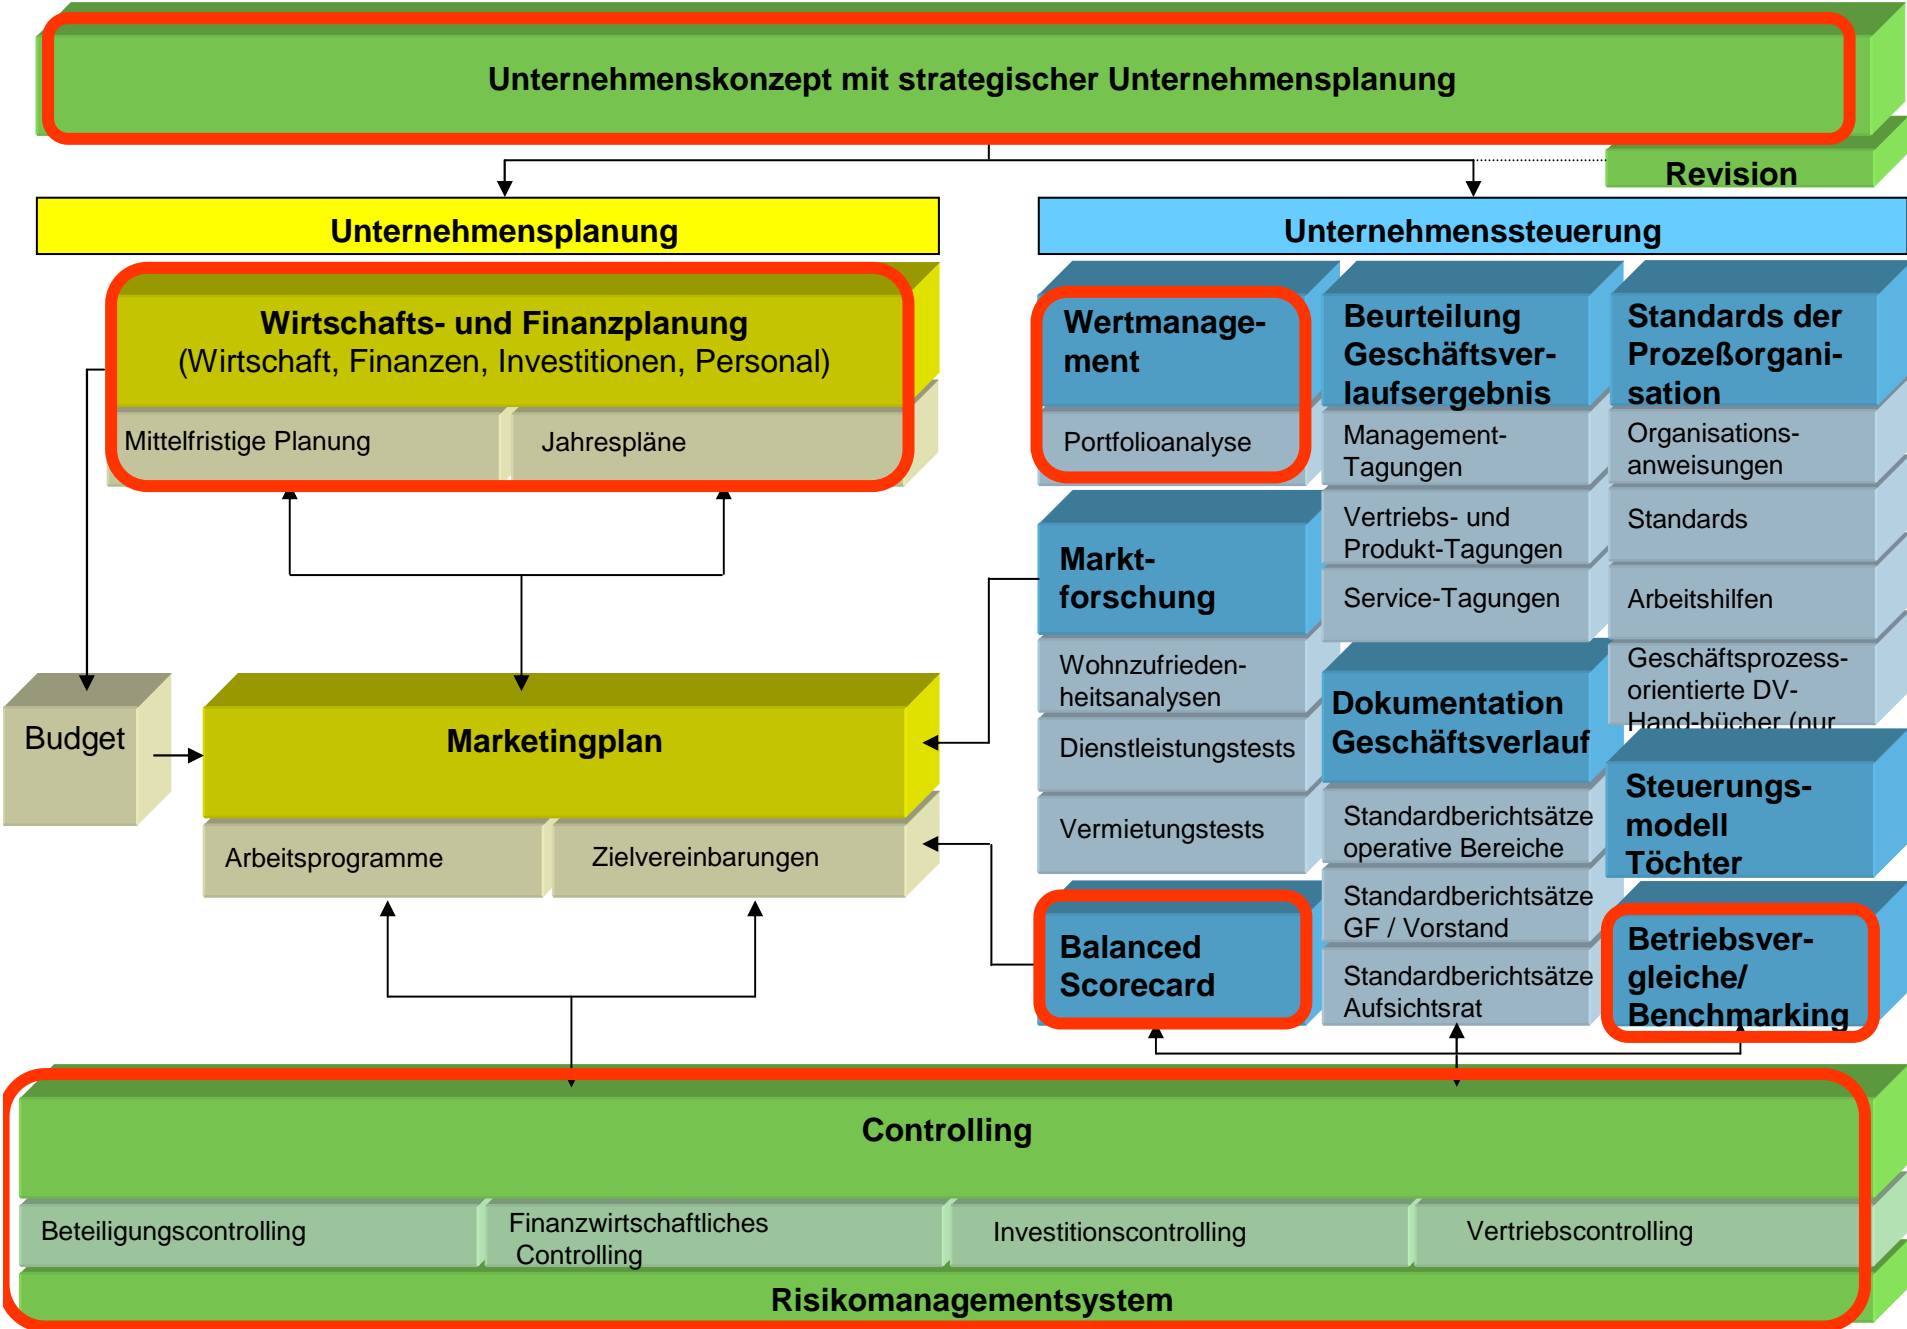 Unternehmenskonzept mit strategischer Unternehmensplanung
Revision
Unternehmensplanung
Unternehmenssteuerung
Wirtschafts- und Finanzplanung
(Wirtschaft, Finanzen, Investitionen, Personal)
Mittelfristige Planung
Jahrespläne
Budget
Marketingplan
Arbeitsprogramme
Zielvereinbarungen
Wertmanage-
ment
Portfolioanalyse
Markt-
forschung
Wohnzufrieden-
heitsanalysen
Dienstleistungstests
Vermietungstests
Balanced
Scorecard
Beurteilung
Geschäftsver-
laufsergebnis
Management-
Tagungen
Vertriebs- und
Produkt-Tagungen
Service-Tagungen
Dokumentation
Geschäftsverlauf
Standardberichtsätze
operative Bereiche
Standardberichtsätze
GF / Vorstand
Standardberichtsätze
Aufsichtsrat
Standards der
Prozeßorgani-
sation
Organisations-
anweisungen
Standards
Arbeitshilfen
Geschäftsprozess-
orientierte DV-
Hand-bücher (nur
Steuerungs-
modell
Töchter
Betriebsver-
gleiche/
Benchmarking
Controlling
Beteiligungscontrolling
Finanzwirtschaftliches
Controlling
Investitionscontrolling
Vertriebscontrolling
Risikomanagementsystem